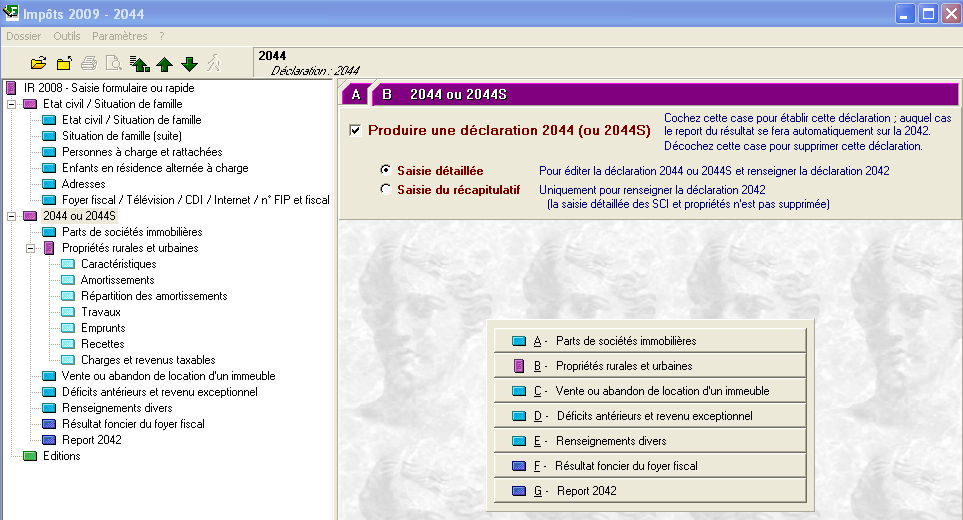 Impôts 2009 - 2044
Dossier Outils Paramètres ?
2044
Déclaration : 2044
IR 2008 - Saisie formulaire ou rapide
Etat civil / Situation de famille
Etat civil / Situation de famille
Situation de famille (suite)
Personnes à charge et rattachées
Enfants en résidence alternée à charge
Adresses
Foyer fiscal / Télévision / CDI / Internet / n° FIP et fiscal
2044 ou 2044S
Parts de sociétés immobilières
Propriétés rurales et urbaines
Caractéristiques
Amortissements
Répartition des amortissements
Travaux
Emprunts
Recettes
Charges et revenus taxables
Vente ou abandon de location d'un immeuble
Déficits antérieurs et revenu exceptionnel
Renseignements divers
Résultat foncier du foyer fiscal
Report 2042
Editions
A B 2044 ou 2044S
Produire une déclaration 2044 (ou 2044S)
Cochez cette case pour établir cette déclaration ; auquel cas
le report du résultat se fera automatiquement sur la 2042.
Décochez cette case pour supprimer cette déclaration.
Saisie détaillée Pour éditer la déclaration 2044 ou 2044S et renseigner la déclaration 2042
Saisie du récapitulatif Uniquement pour renseigner la déclaration 2042
(la saisie détaillée des SCI et propriétés n'est pas supprimée)
A - Parts de sociétés immobilières
B - Propriétés rurales et urbaines
C - Vente ou abandon de location d'un immeuble
D - Déficits antérieurs et revenu exceptionnel
E - Renseignements divers
F - Résultat foncier du foyer fiscal
G - Report 2042